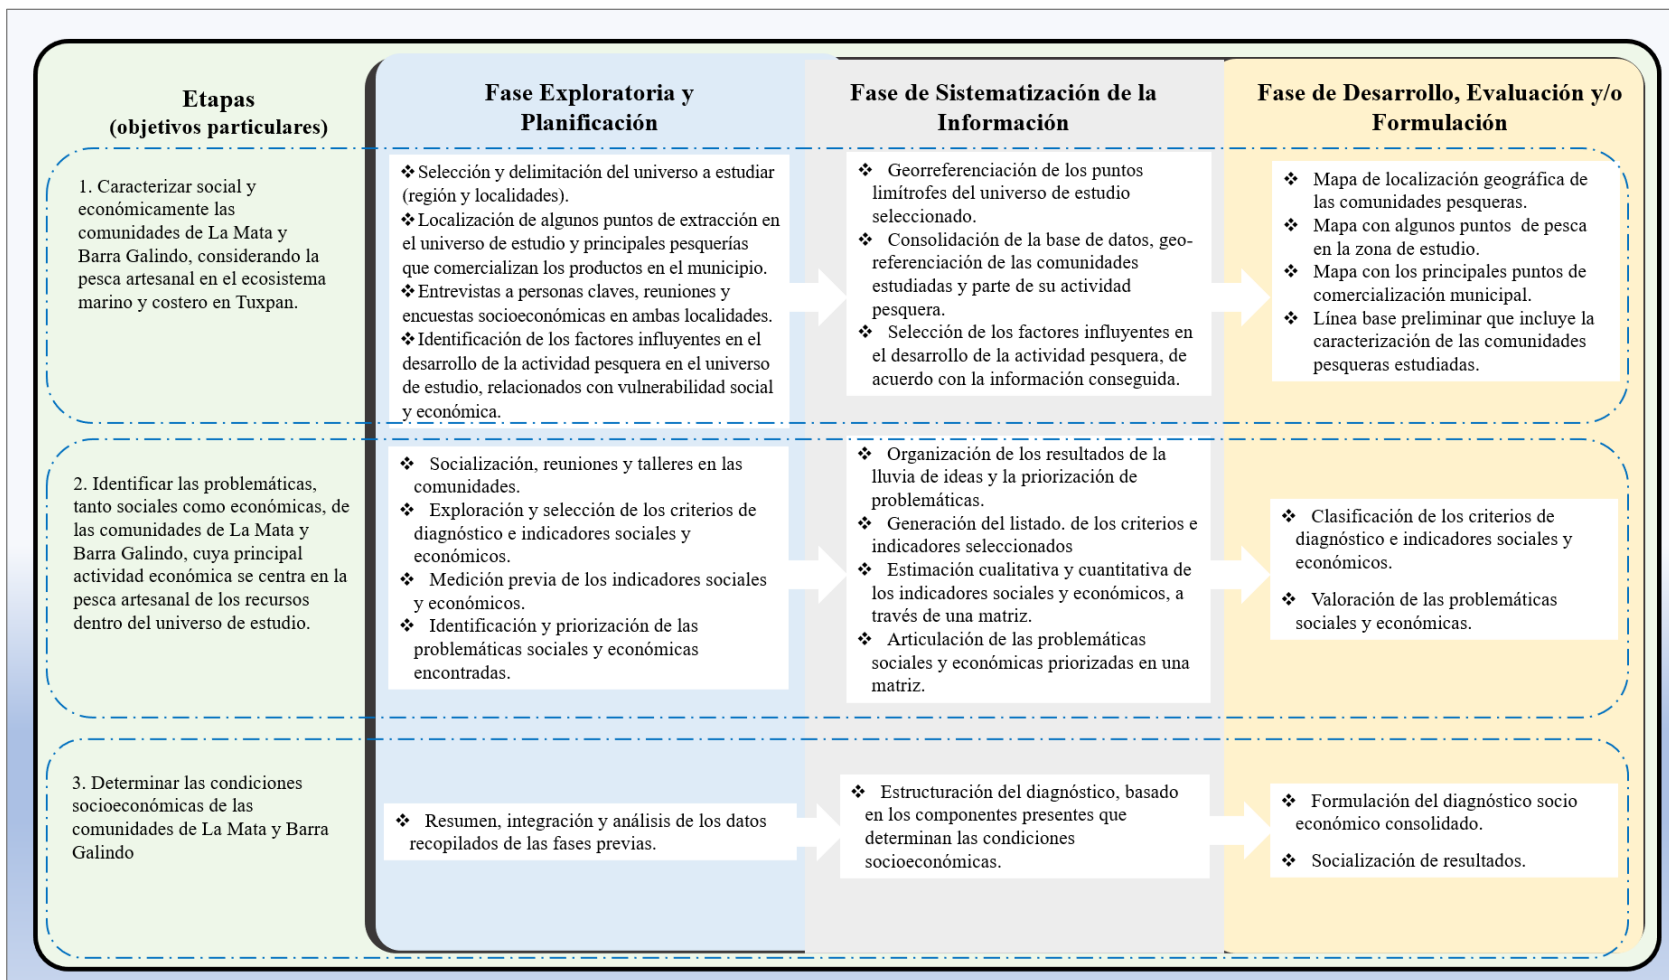 Etapas
(objetivos particulares)
Fase Exploratoria y
Planificación
Fase de Sistematización de la
Información
Fase de Desarrollo, Evaluación y/o
Formulación
1. Caracterizar social y
económicamente las
comunidades de La Mata y
Barra Galindo, considerando la
pesca artesanal en el ecosistema
marino y costero en Tuxpan.
❖Selección y delimitación del universo a estudiar
(región y localidades).
❖Localización de algunos puntos de extracción en
el universo de estudio y principales pesquerías
que comercializan los productos en el municipio.
❖Entrevistas a personas claves, reuniones y
encuestas socioeconómicas en ambas localidades.
❖Identificación de los factores influyentes en el
desarrollo de la actividad pesquera en el universo
de estudio, relacionados con vulnerabilidad social
y económica.
❖ Georreferenciación de los puntos
limítrofes del universo de estudio
seleccionado.
❖ Consolidación de la base de datos, geo-
referenciación de las comunidades
estudiadas y parte de su actividad
pesquera.
❖ Selección de los factores influyentes en
el desarrollo de la actividad pesquera, de
acuerdo con la información conseguida.
❖ Mapa de localización geográfica de
las comunidades pesqueras.
❖ Mapa con algunos puntos de pesca
en la zona de estudio.
❖ Mapa con los principales puntos de
comercialización municipal.
❖ Línea base preliminar que incluye la
caracterización de las comunidades
pesqueras estudiadas.
2. Identificar las problemáticas,
tanto sociales como económicas, de
las comunidades de La Mata y
Barra Galindo, cuya principal
actividad económica se centra en la
pesca artesanal de los recursos
dentro del universo de estudio.
❖ Socialización, reuniones y talleres en las
comunidades.
❖ Exploración y selección de los criterios de
diagnóstico e indicadores sociales y
económicos.
❖ Medición previa de los indicadores sociales
y económicos.
❖ Identificación y priorización de las
problemáticas sociales y económicas
encontradas.
❖ Organización de los resultados de la
lluvia de ideas y la priorización de
problemáticas.
❖ Generación del listado. de los criterios e
indicadores seleccionados
❖ Estimación cualitativa y cuantitativa de
los indicadores sociales y económicos, a
través de una matriz.
❖ Articulación de las problemáticas
sociales y económicas priorizadas en una
matriz.
❖ Clasificación de los criterios de
diagnóstico e indicadores sociales y
económicos.
❖ Valoración de las problemáticas
sociales y económicas.
3. Determinar las condiciones
socioeconómicas de las
comunidades de La Mata y Barra
Galindo
❖ Resumen, integración y análisis de los datos
recopilados de las fases previas.
❖ Estructuración del diagnóstico, basado
en los componentes presentes que
determinan las condiciones
socioeconómicas.
❖ Formulación del diagnóstico socio
económico consolidado.
❖ Socialización de resultados.